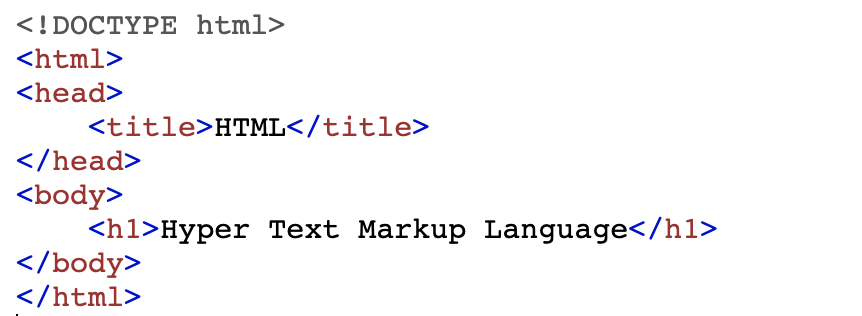 <!DOCTYPE html>
<html>
<head>
    <title>HTML</title>
</head>
<body>
    <h1>Hyper Text Markup Language</h1>
</body>
</html>